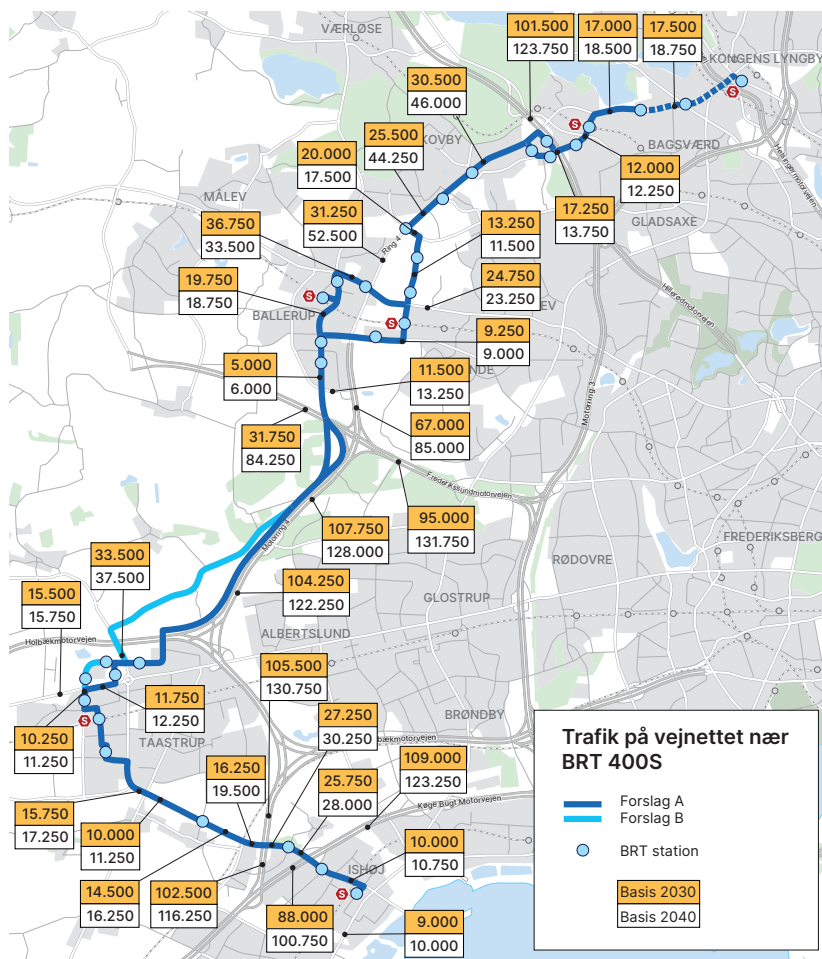 VÆRLØSE
101.500
123.750
17.000
18.500
17.500
18.750
KONGENS LYNGBY
30.500
46.000
S
S
25.500
44.250
KOVBY
BAGSVÆRD
Helsingørmotorvejen
20.000
17.500
12.000
12.250
MÅLEV
31.250
52.500
17.250
13.750
GLADSAXE
36.750
33.500
Ring 4
13.250
11.500
19.750
18.750
24.750
23.250
EV
Hillerødmotorvejen
S
BALLERUP
S
9.250
9.000
5.000
6.000
11.500
13.250
NDE
Motorring 3
31.750
84.250
67.000
85.000
Frederikssundmotorvejen
95.000
131.750
107.750
128.000
Motorring 4
FREDERIKSBERG
33.500
37.500
RØDOVRE
15.500
15.750
104.250
122.250
GLOSTRUP
Holbækmotorvejen
ALBERTSLUND
105.500
130.750
11.750
12.250
27.250
30.250
BRØNDBY
S
10.250
11.250
TAASTRUP
bækmotorvejen
109.000
123.250
16.250
19.500
25.750
28.000
Køge Bugt Motorvejen
15.750
17.250
10.000
11.250
10.000
10.750
ISHØJ
14.500
16.250
102.500
116.250
S
88.000
100.750
9.000
10.000
Trafik på vejnettet nær
BRT 400S
Forslag A
Forslag B
BRT station
Basis 2030
Basis 2040